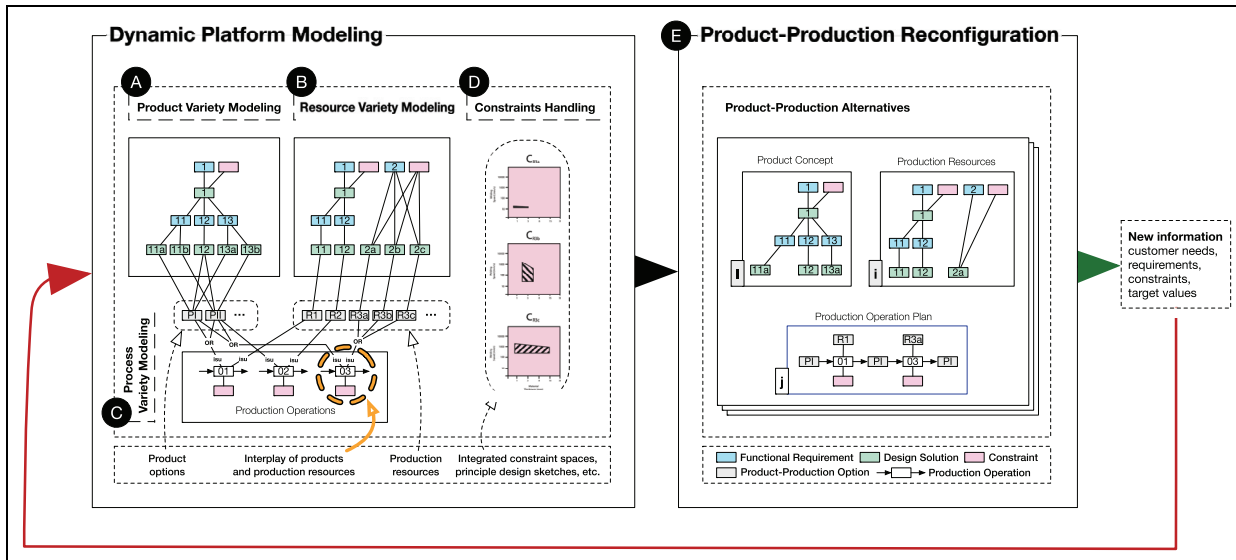 Dynamic Platform Modeling
A
Product Variety Modeling
B
Resource Variety Modeling
D
Constraints Handling
1
1
11 12 13
11a 11b 12 13a 13b
1 2
1
11 12
11 12 2a 2b 2c
PI PII ...
R1 R2 R3a R3b R3c ...
OR OR OR
isu isu isu isu isu
01 02 03
Production Operations
Process
Variety Modeling
C
Product
options
Interplay of products
and production resources
Production
resources
Integrated constraint spaces,
principle design sketches, etc.
E
Product-Production Reconfiguration
Product-Production Alternatives
Product Concept
1
1
11 12 13
11a 12 13a
I
Production Resources
1 2
1
11 12
11 12 2a
i
Production Operation Plan
R1 R3a
PI 01 PI 03 PI
j
Functional Requirement Design Solution Constraint
Product-Production Option Production Operation
New information
customer needs,
requirements,
constraints,
target values